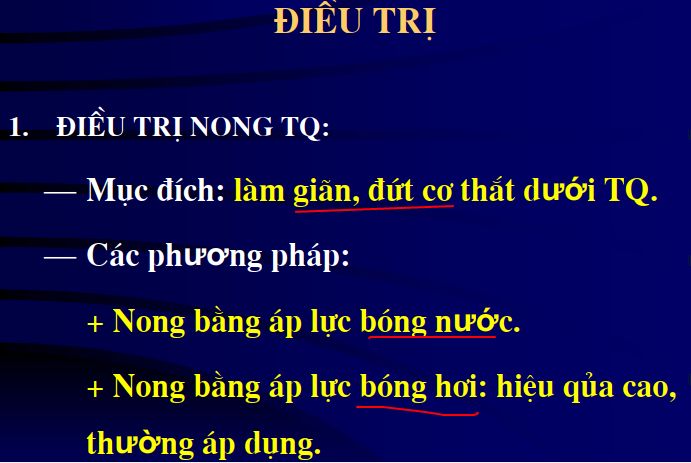 ĐIỀU TRỊ
1. ĐIỀU TRỊ NONG TQ:
— Mục đích: làm giãn, đứt cơ thắt dưới TQ.
— Các phương pháp:
+ Nong bằng áp lực bóng nước.
+ Nong bằng áp lực bóng hơi: hiệu qủa cao,
thường áp dụng.